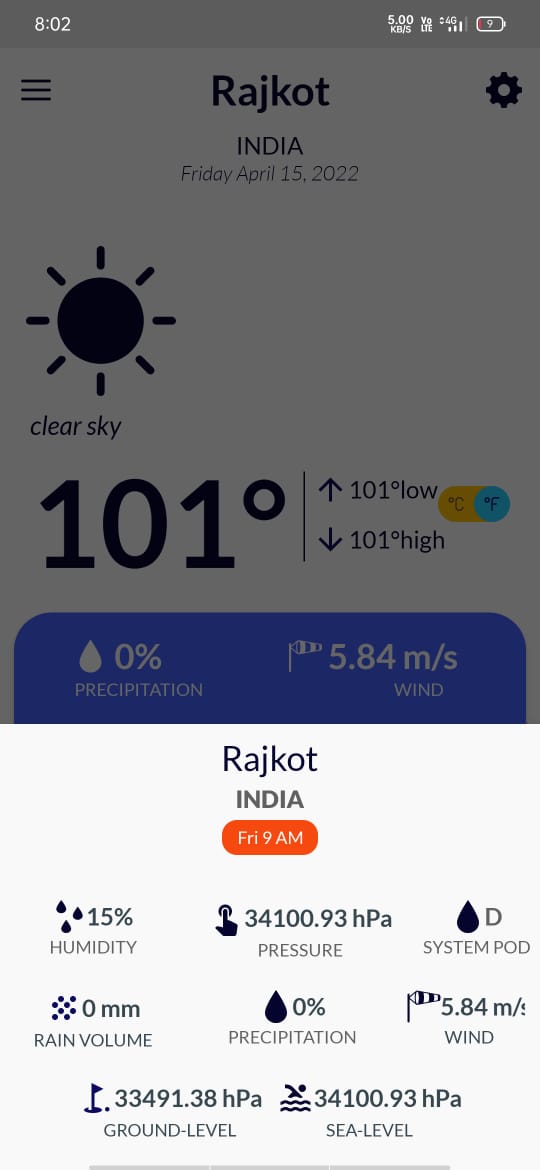 8:02
5.00 KB/S Vo LTE 4G 9
Rajkot
INDIA
Friday April 15, 2022
clear sky
101°
101°low
°C °F
101°high
0%
5.84 m/s
PRECIPITATION
WIND
Rajkot
INDIA
Fri 9 AM
15%
34100.93 hPa
D
HUMIDITY
PRESSURE
SYSTEM POD
0 mm
0%
5.84 m/s
RAIN VOLUME
PRECIPITATION
WIND
33491.38 hPa
34100.93 hPa
GROUND-LEVEL
SEA-LEVEL